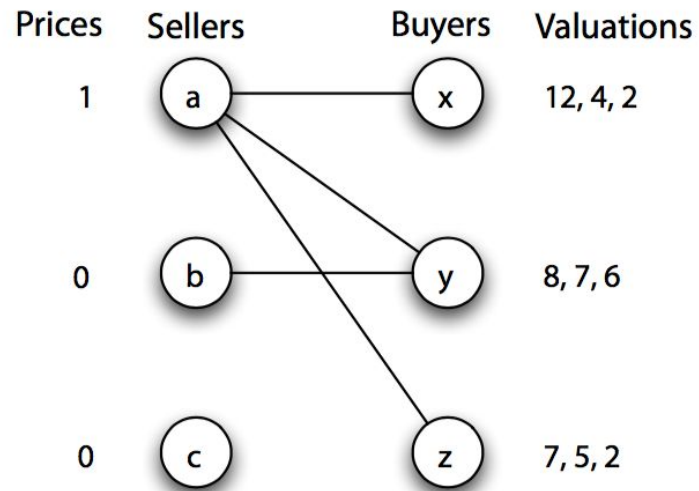 Prices Sellers Buyers Valuations
1 a x 12, 4, 2
0 b y 8, 7, 6
0 c z 7, 5, 2